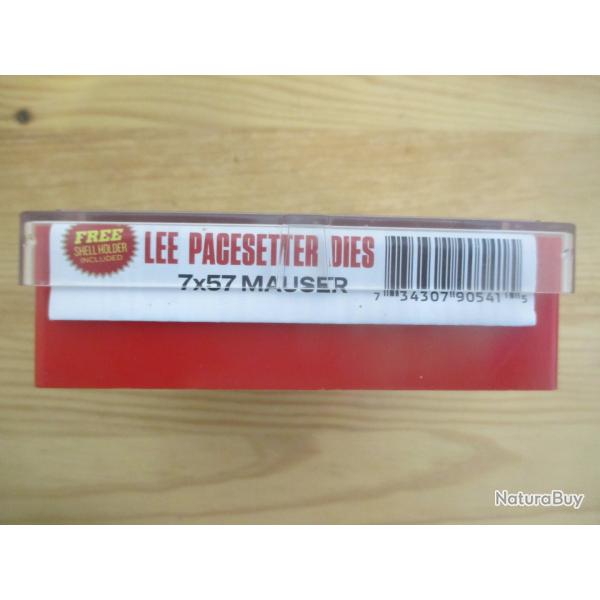 FREE
SHELL HOLDER
INCLUDED
LEE PACESETTER DIES
7x57 MAUSER
7 34307 90541 5
NaturaBuy